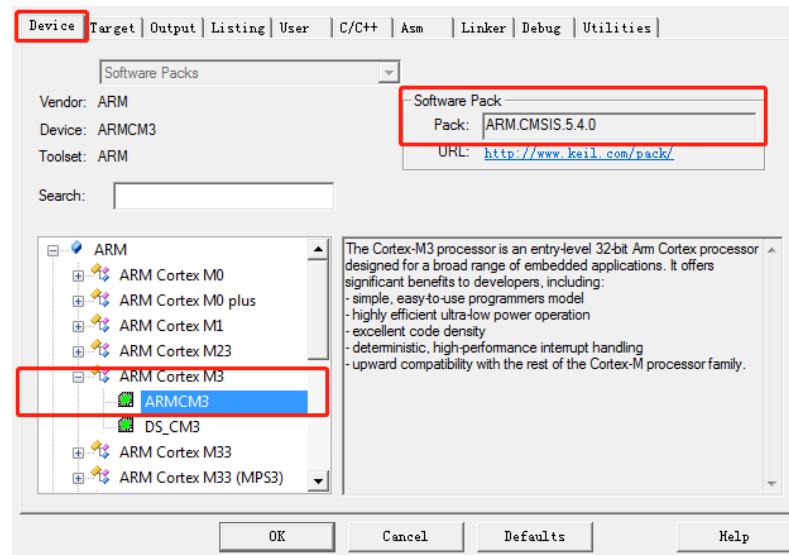 Device Target Output Listing User C/C++ Asm Linker Debug Utilities
Software Packs
Vendor: ARM
Device: ARMCM3
Toolset: ARM
Search:
Software Pack
Pack: ARM.CMSIS.5.4.0
URL: http://www.keil.com/pack/
ARM
ARM Cortex M0
ARM Cortex M0 plus
ARM Cortex M1
ARM Cortex M23
ARM Cortex M3
ARMCM3
DS_CM3
ARM Cortex M33
ARM Cortex M33 (MPS3)
The Cortex-M3 processor is an entry-level 32-bit Arm Cortex processor
designed for a broad range of embedded applications. It offers
significant benefits to developers, including:
- simple, easy-to-use programmers model
- highly efficient ultra-low power operation
- excellent code density
- deterministic, high-performance interrupt handling
- upward compatibility with the rest of the Cortex-M processor family.
OK Cancel Defaults Help